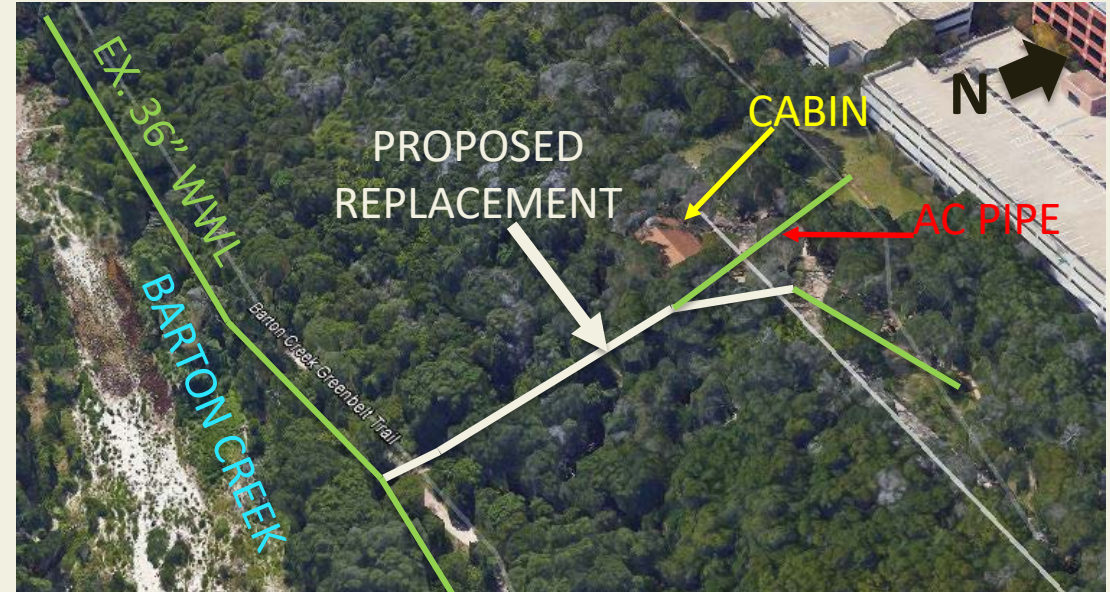 EX. 36” WWL
PROPOSED
REPLACEMENT
CABIN
N
AC PIPE
BARTON CREEK
Barton Creek Greenbelt Trail